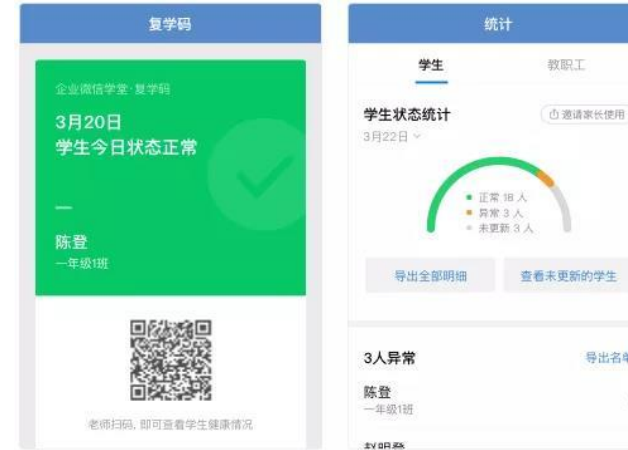 复学码
企业微信学堂·复学码
3月20日
学生今日状态正常
陈登
一年级1班
老师扫码, 即可查看学生健康情况
统计
学生
教职工
学生状态统计
邀请家长使用
3月22日
正常 18 人
异常 3 人
未更新 3 人
导出全部明细
查看未更新的学生
3人异常
导出名单
陈登
一年级1班